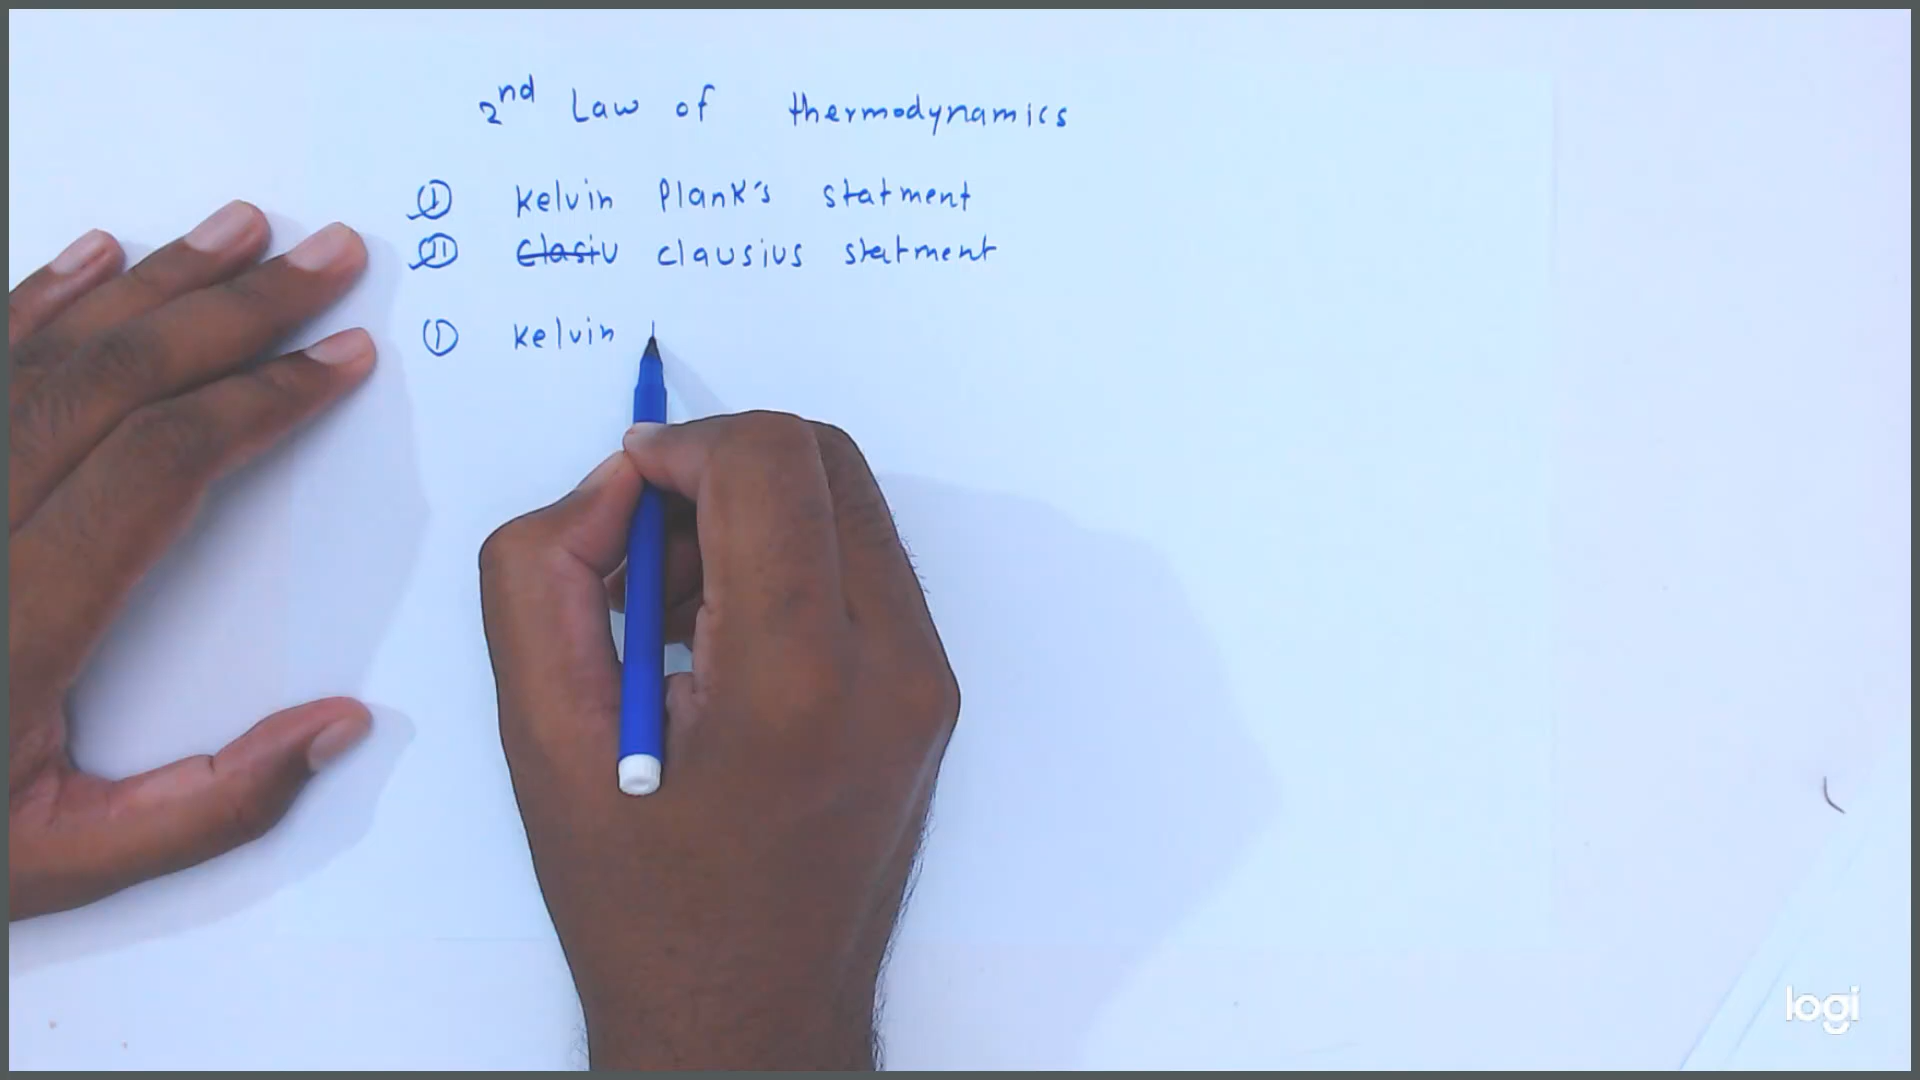 2nd Law of thermodynamics
① Kelvin Plank's statment
② Clasiu clausius statment
① Kelvin
logi